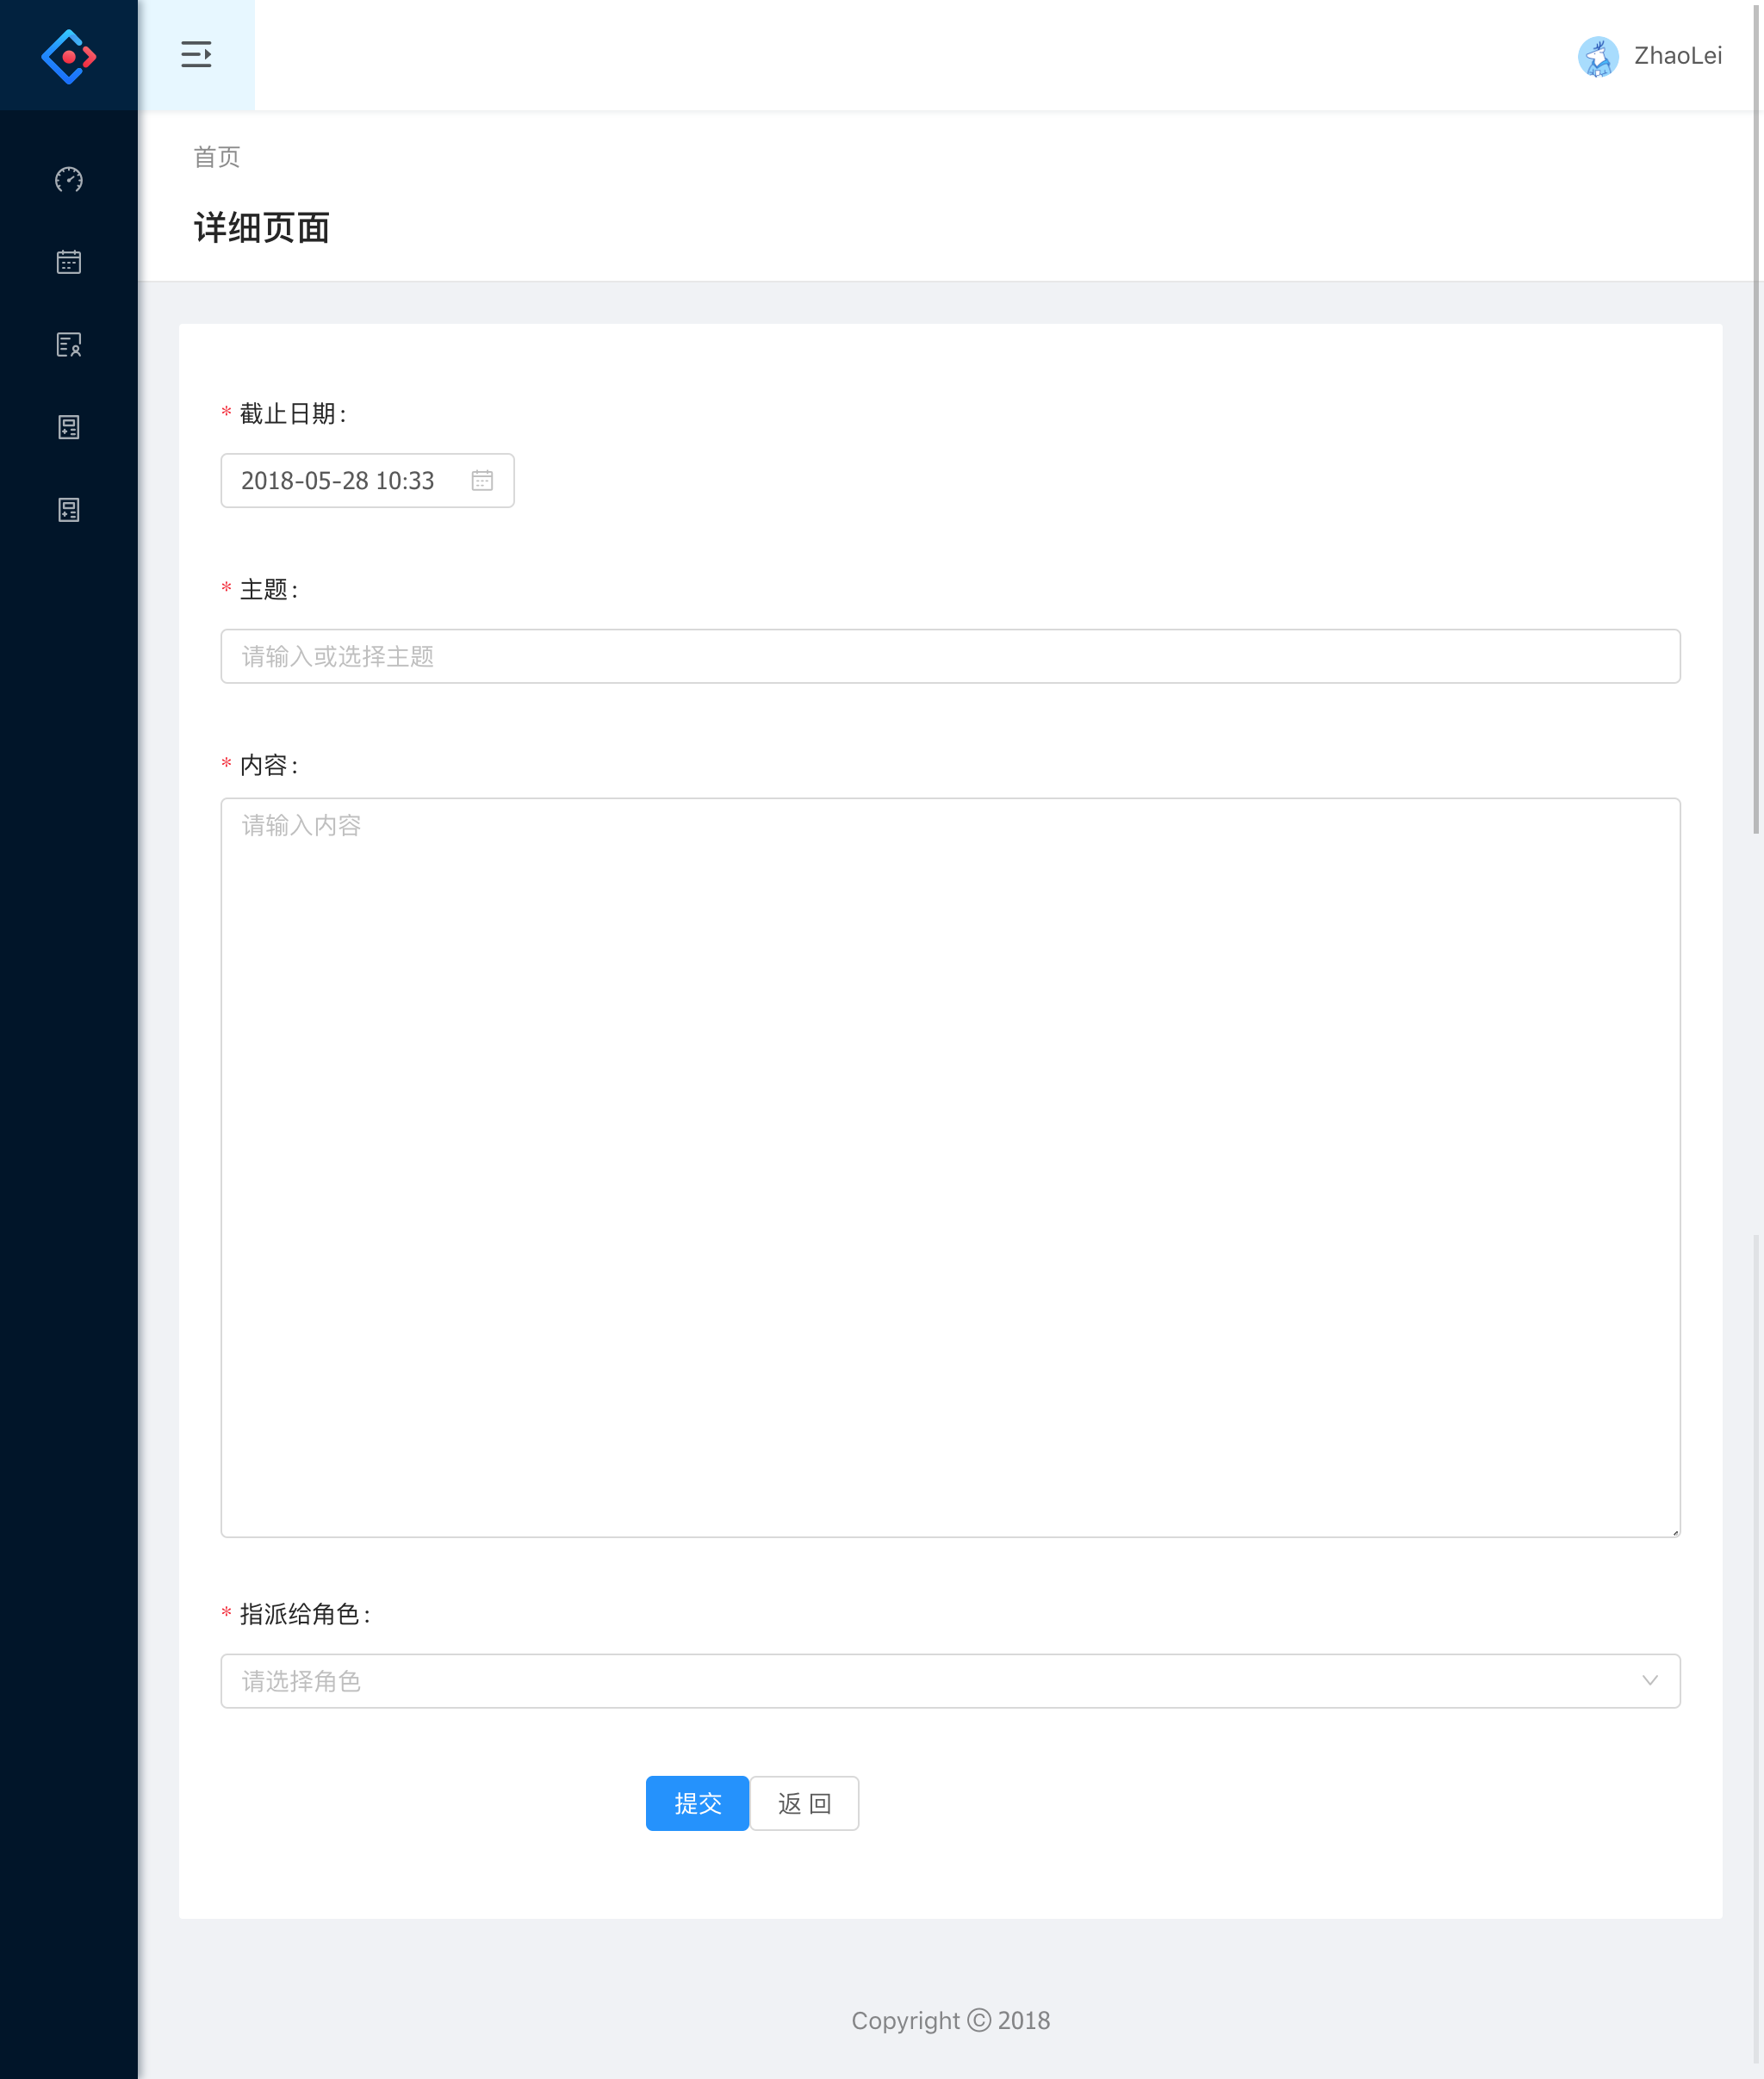 ZhaoLei
首页
详细页面
* 截止日期:
2018-05-28 10:33
* 主题:
请输入或选择主题
* 内容:
请输入内容
* 指派给角色:
请选择角色
提交 返 回
Copyright © 2018